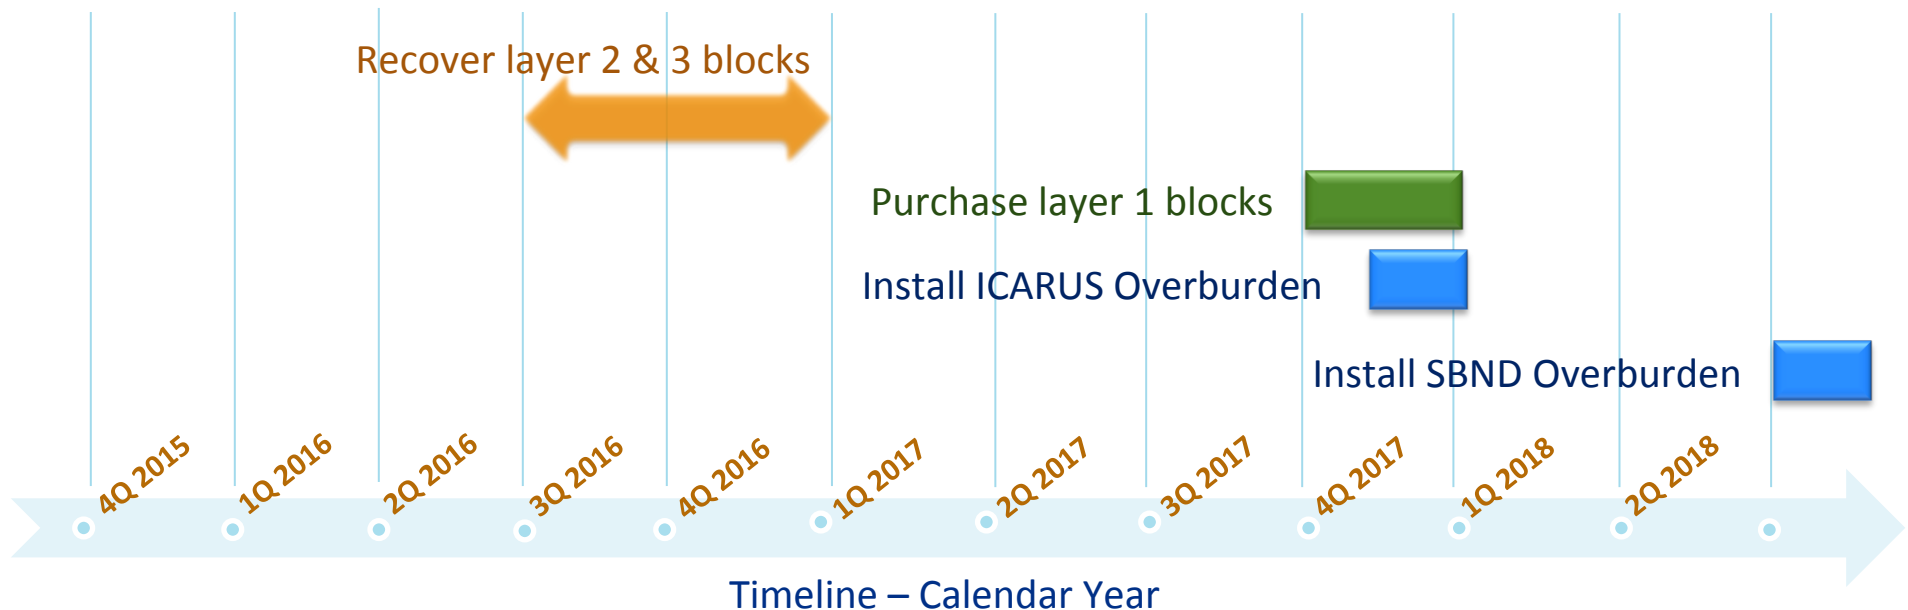 Recover layer 2 & 3 blocks
Purchase layer 1 blocks
Install ICARUS Overburden
Install SBND Overburden
4Q 2015
1Q 2016
2Q 2016
3Q 2016
4Q 2016
1Q 2017
2Q 2017
3Q 2017
4Q 2017
1Q 2018
2Q 2018
Timeline – Calendar Year